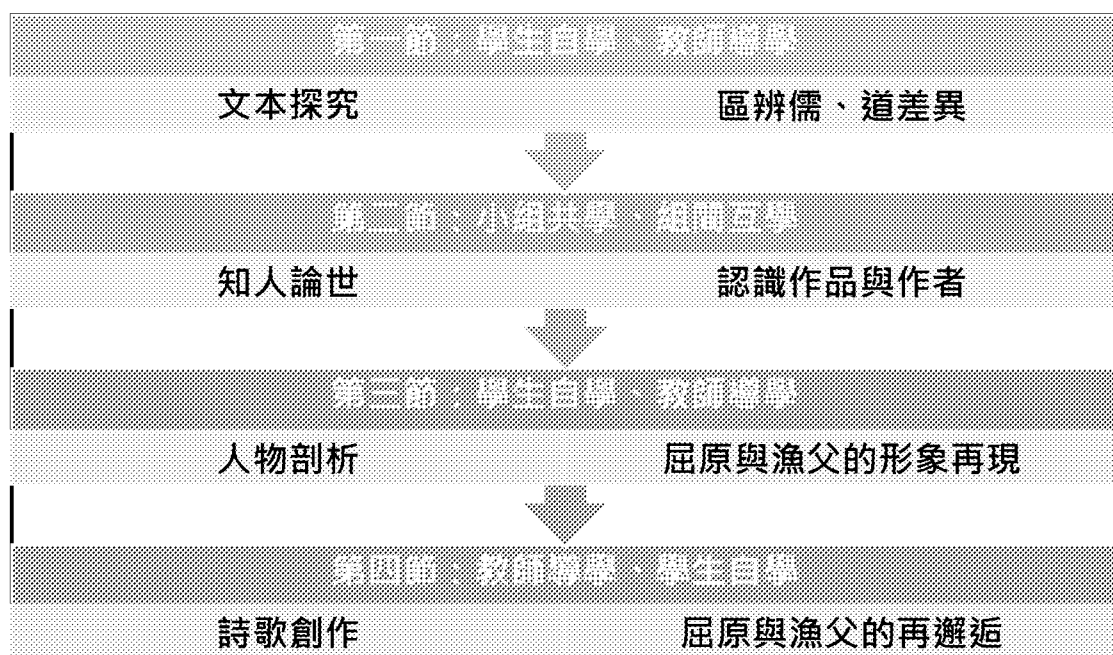 第一節：學生自學、教師導學
文本探究 區辨儒、道差異
第二節：小組共學、組間互學
知人論世 認識作品與作者
第三節：學生自學、教師導學
人物剖析 屈原與漁父的形象再現
第四節：教師導學、學生自學
詩歌創作 屈原與漁父的再邂逅